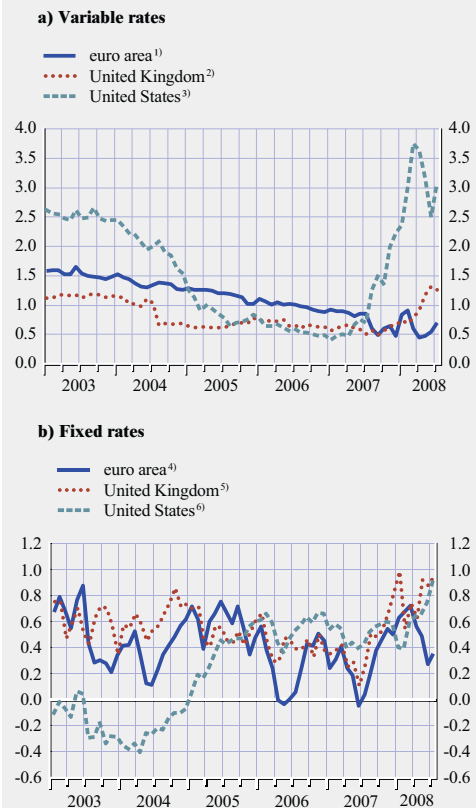 a) Variable rates
euro area1)
United Kingdom2)
United States3)
4.0 4.0
3.5 3.5
3.0 3.0
2.5 2.5
2.0 2.0
1.5 1.5
1.0 1.0
0.5 0.5
0.0 0.0
2003 2004 2005 2006 2007 2008
b) Fixed rates
euro area4)
United Kingdom5)
United States6)
1.2 1.2
1.0 1.0
0.8 0.8
0.6 0.6
0.4 0.4
0.2 0.2
0.0 0.0
-0.2 -0.2
-0.4 -0.4
-0.6 -0.6
2003 2004 2005 2006 2007 2008